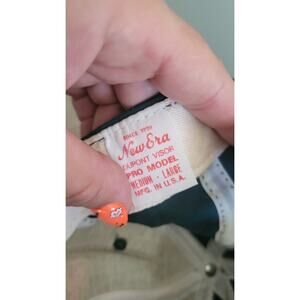 SINCE 1920
New Era
DUPONT VISOR
PRO MODEL
MEDIUM - LARGE
MFG. IN U.S.A.